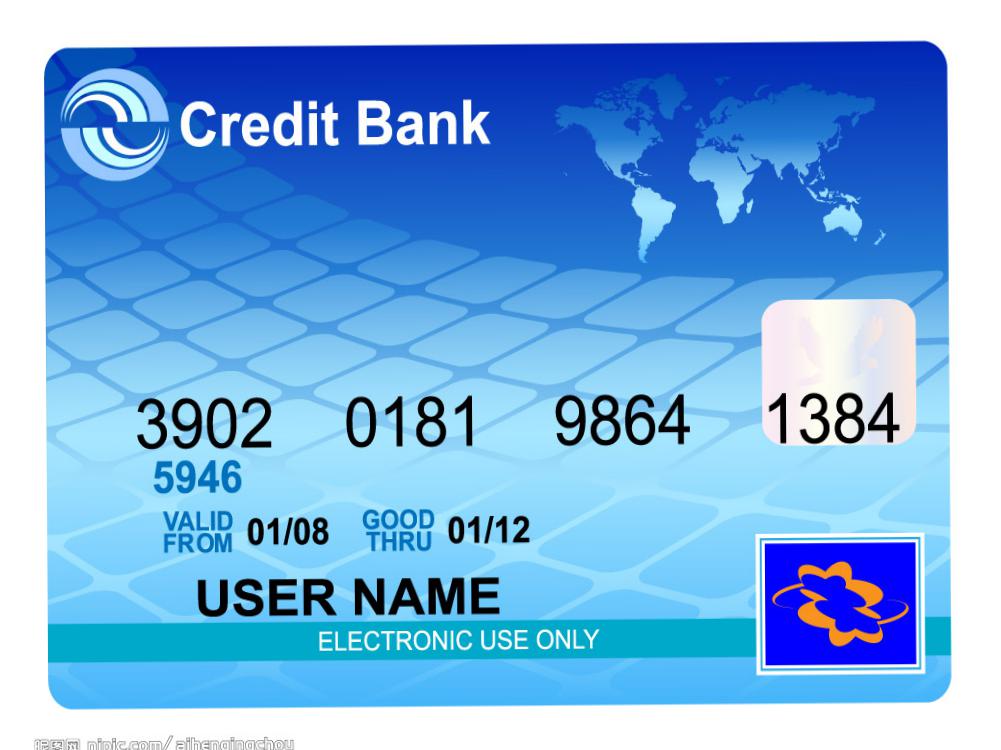 Credit Bank
3902 0181 9864 1384
5946
VALID FROM 01/08 GOOD THRU 01/12
USER NAME
ELECTRONIC USE ONLY
nipic.com/aihenqingchou